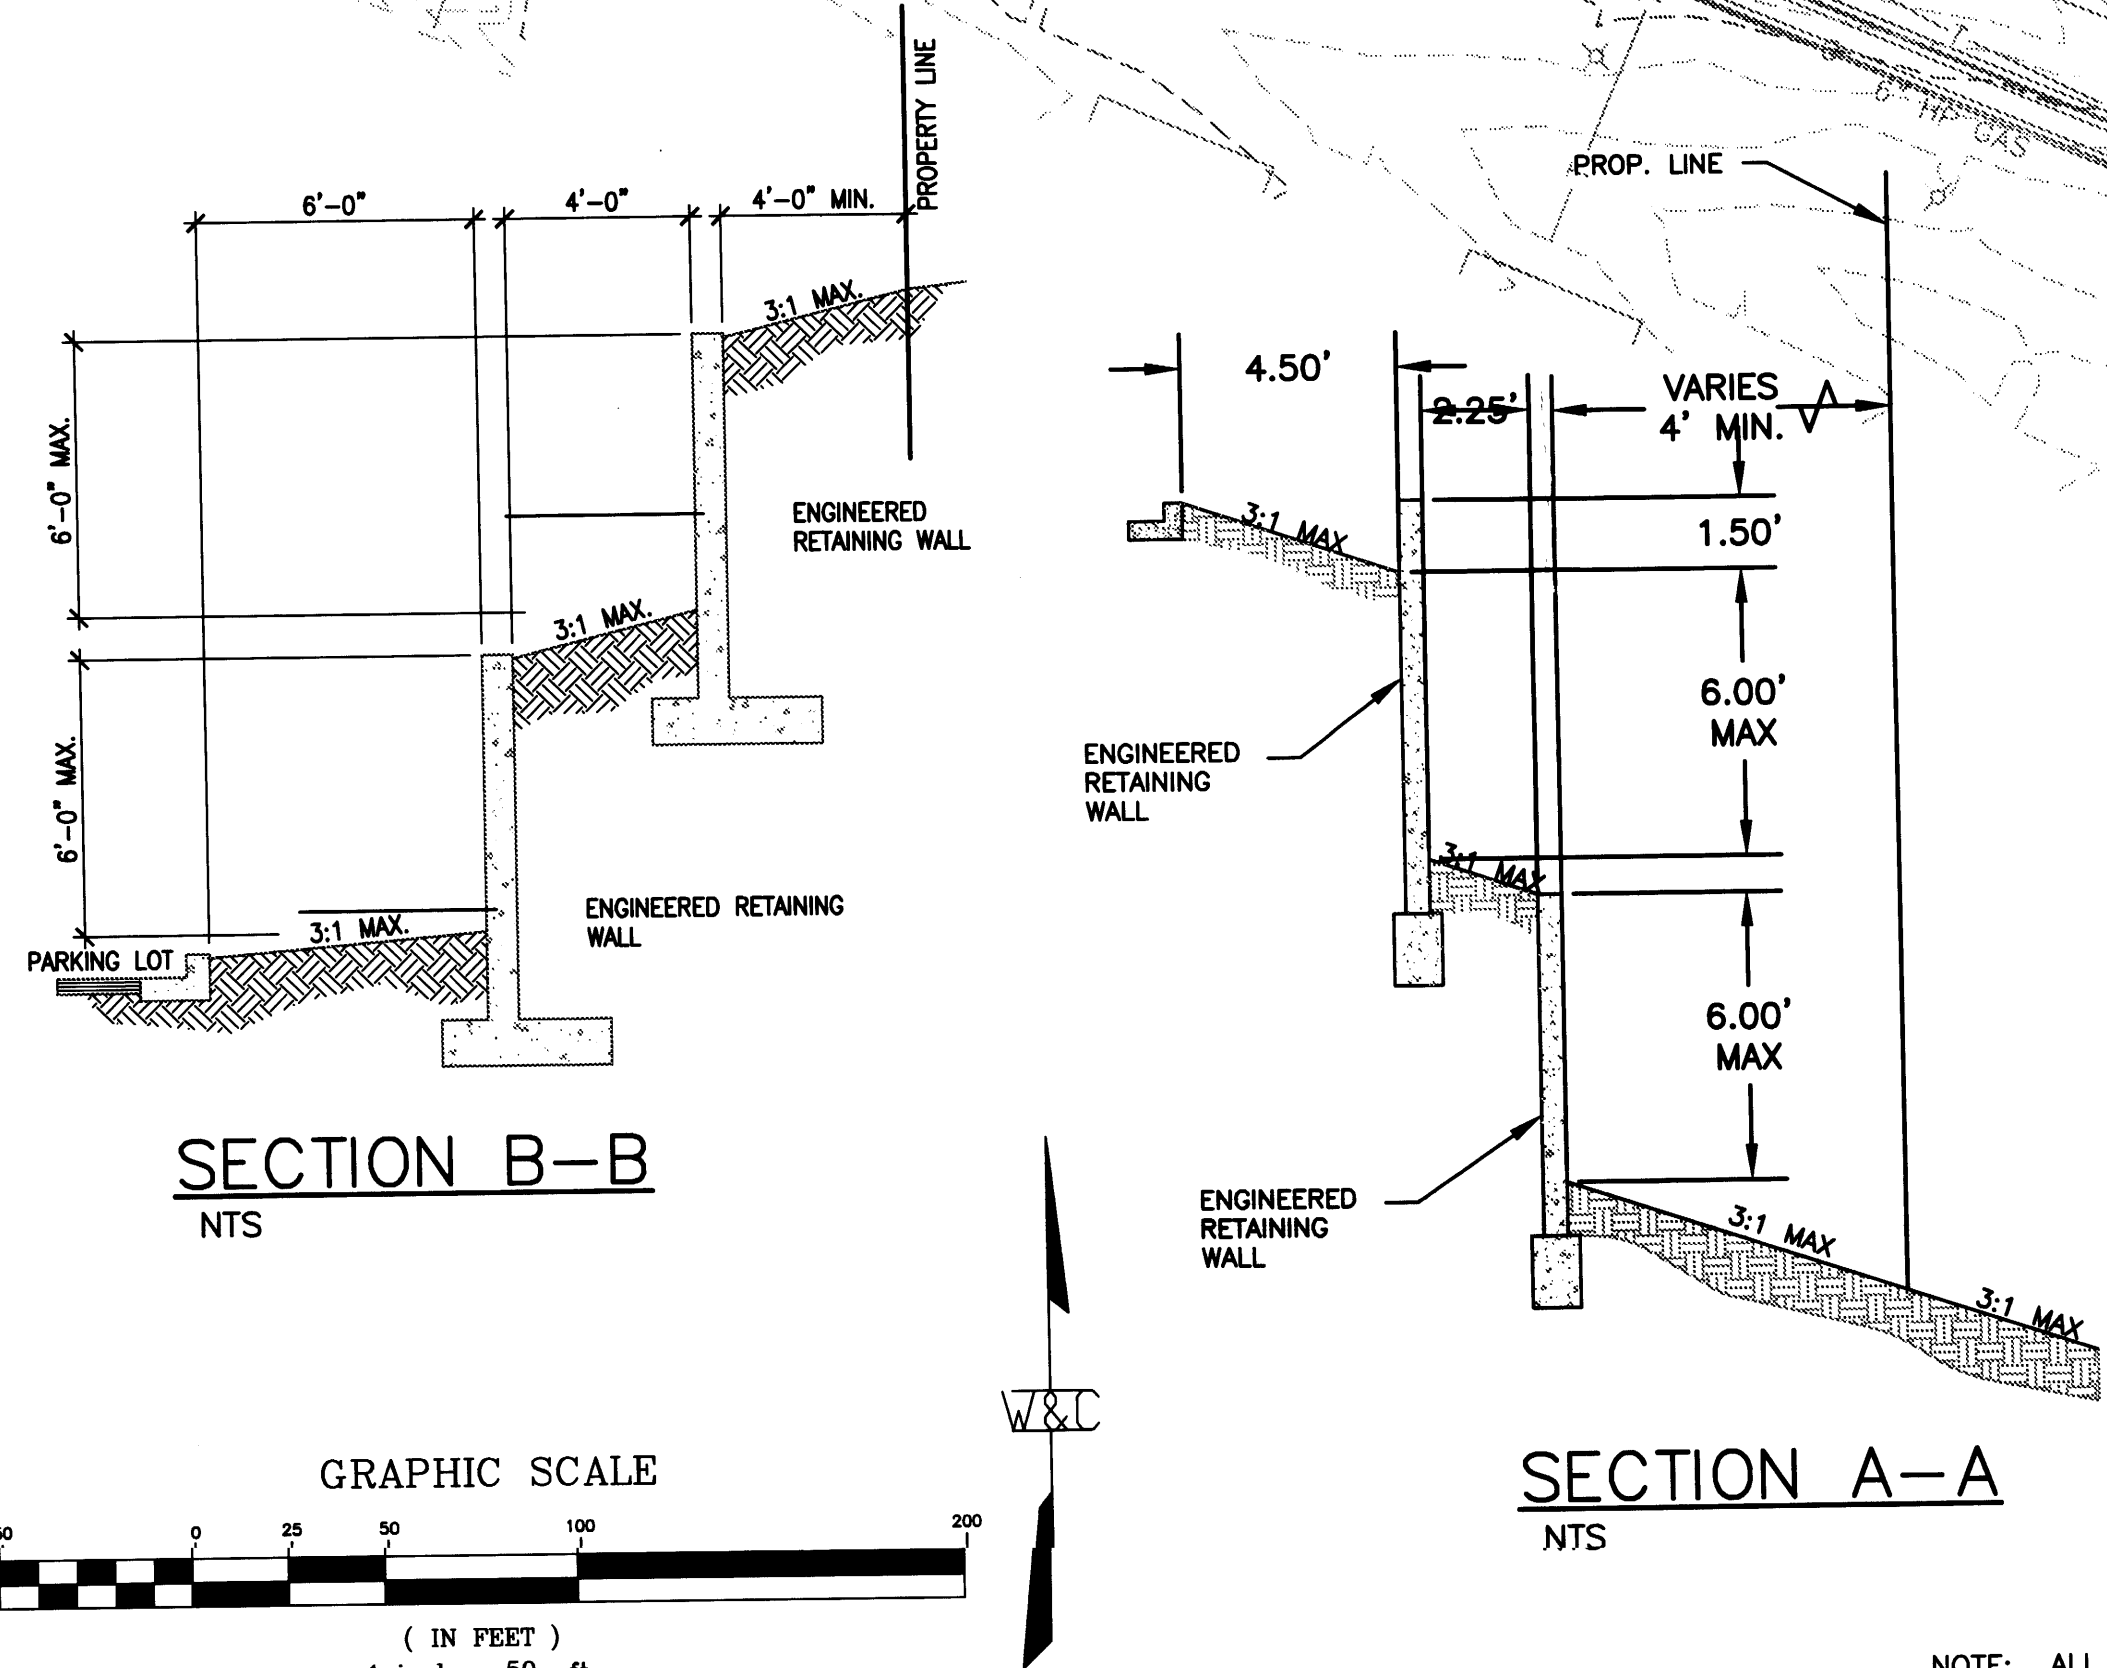 PROPERTY LINE
6'-0"
4'-0"
4'-0" MIN.
3:1 MAX.
6'-0" MAX.
ENGINEERED
RETAINING WALL
3:1 MAX.
6'-0" MAX.
ENGINEERED RETAINING
WALL
3:1 MAX.
PARKING LOT
SECTION B-B
NTS
6" HP GAS
PROP. LINE
4.50'
2.25'
VARIES
4' MIN.
3:1 MAX
1.50'
6.00'
MAX
ENGINEERED
RETAINING
WALL
3:1 MAX
6.00'
MAX
ENGINEERED
RETAINING
WALL
3:1 MAX
3:1 MAX
SECTION A-A
NTS
W&C
GRAPHIC SCALE
0
25
50
100
200
( IN FEET )
NOTE: ALL